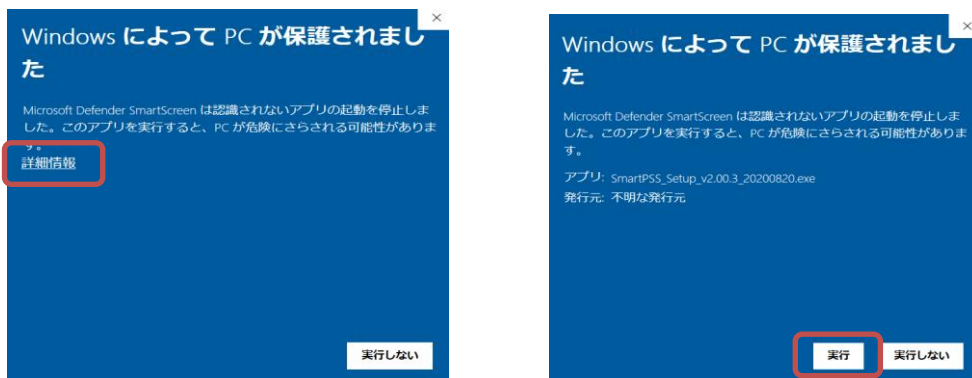 Windows によって PC が保護されまし
た
Microsoft Defender SmartScreen は認識されないアプリの起動を停止しま
した。このアプリを実行すると、PC が危険にさらされる可能性がありま
す。
詳細情報
実行しない
Windows によって PC が保護されまし
た
Microsoft Defender SmartScreen は認識されないアプリの起動を停止しま
した。このアプリを実行すると、PC が危険にさらされる可能性がありま
す。
アプリ: SmartPSS_Setup_v2.00.3_20200820.exe
発行元: 不明な発行元
実行 実行しない